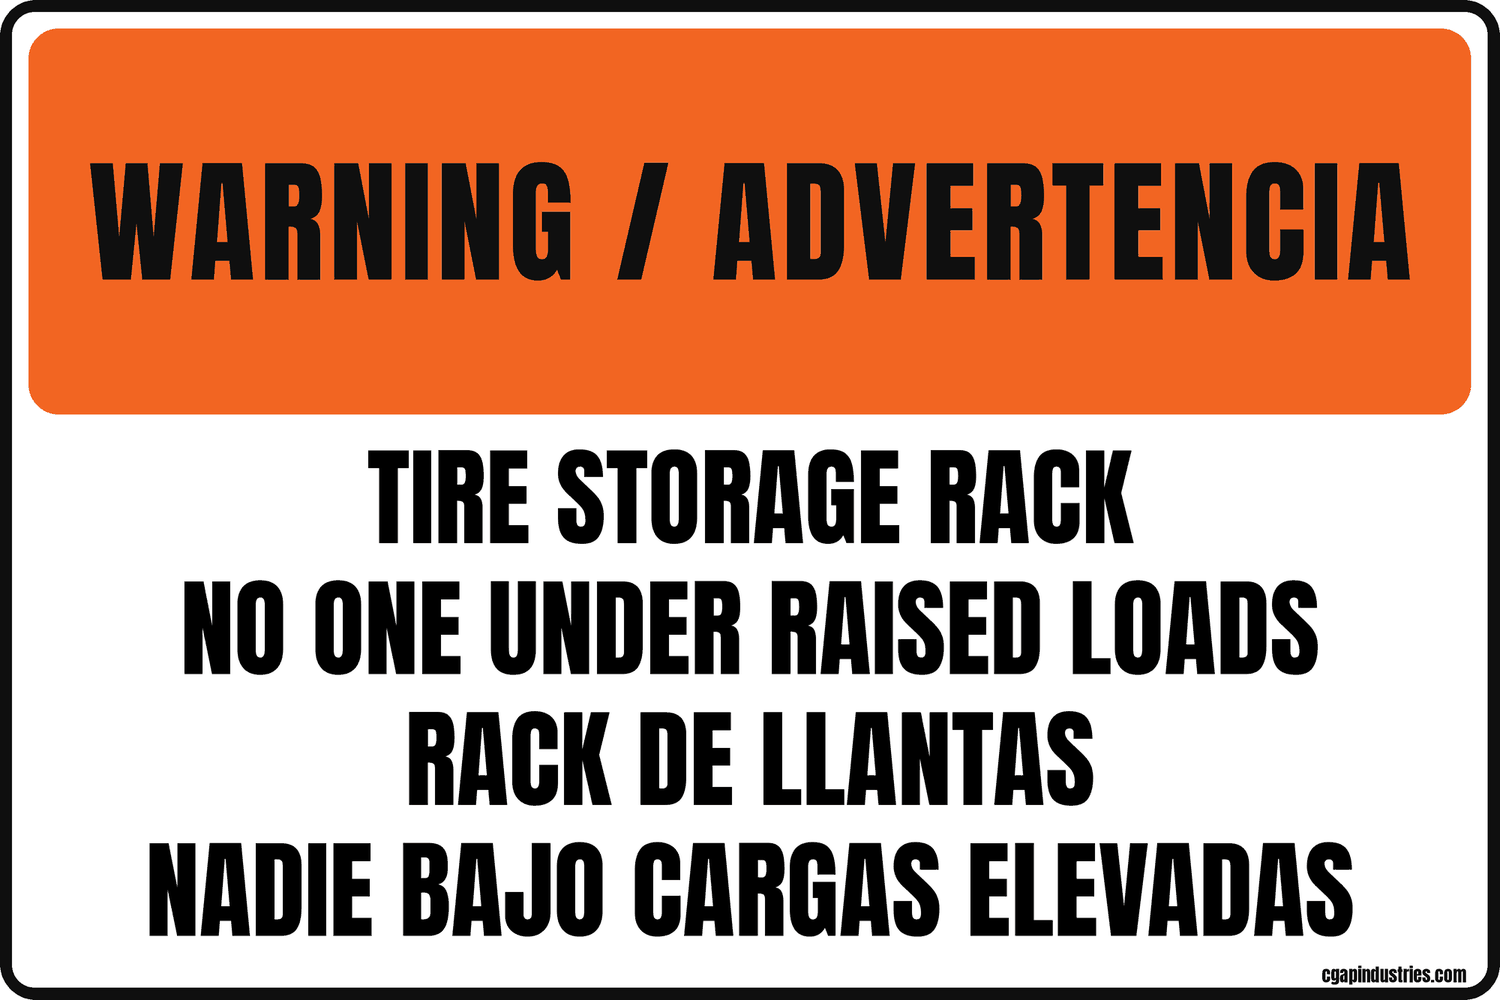 WARNING / ADVERTENCIA
TIRE STORAGE RACK
NO ONE UNDER RAISED LOADS
RACK DE LLANTAS
NADIE BAJO CARGAS ELEVADAS
cgapindustries.com